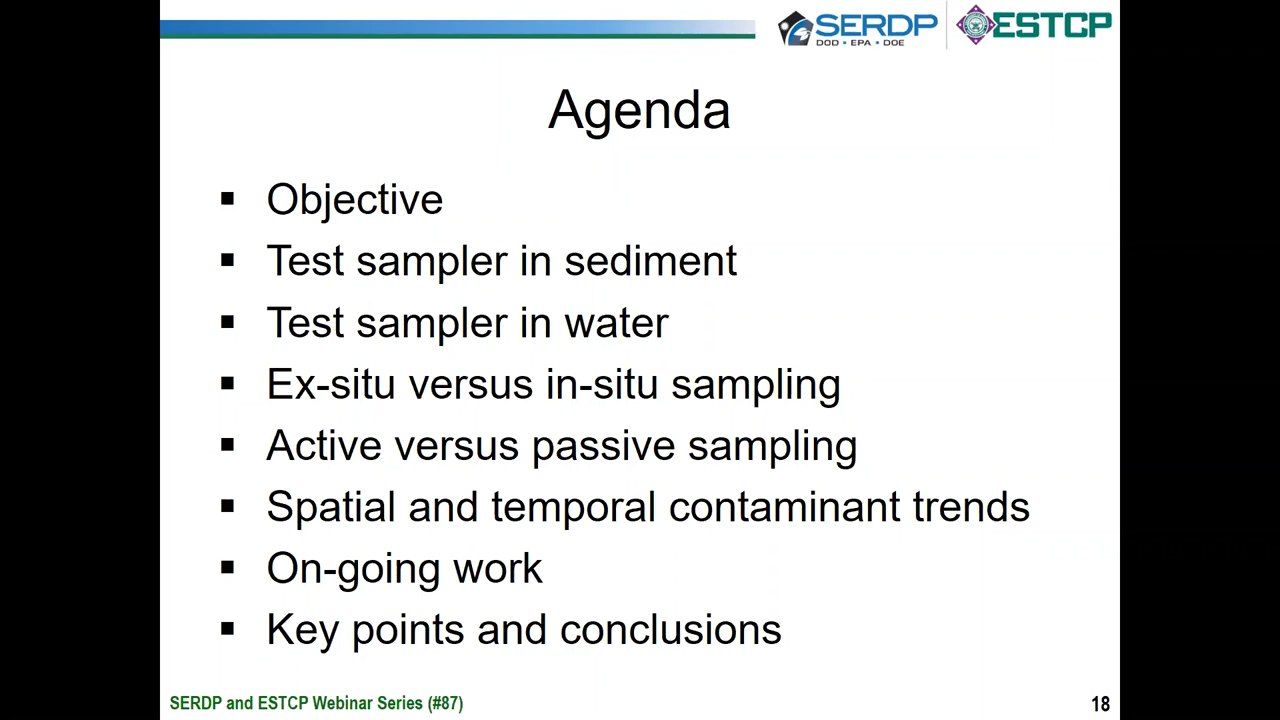 SERDP
DOD • EPA • DOE
ESTCP
Agenda
▪ Objective
▪ Test sampler in sediment
▪ Test sampler in water
▪ Ex-situ versus in-situ sampling
▪ Active versus passive sampling
▪ Spatial and temporal contaminant trends
▪ On-going work
▪ Key points and conclusions
SERDP and ESTCP Webinar Series (#87)
18